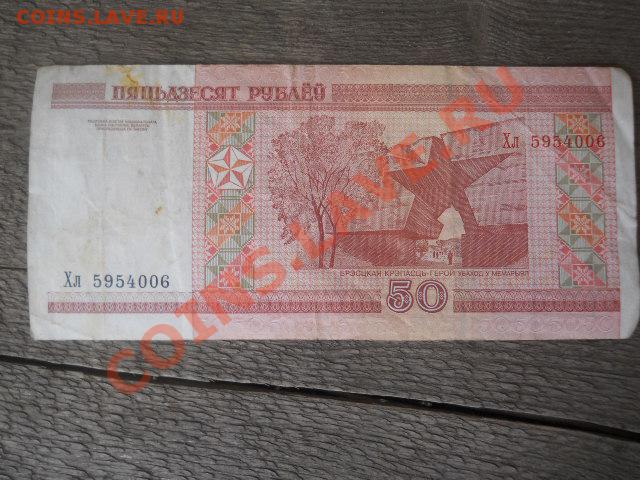 COINS.LAVE.RU
ПЯЦЬДЗЕСЯТ РУБЛЁЎ
Хл 5954006
БРЭСЦКАЯ КРЭПАСЦЬ-ГЕРОЙ УВАХОД У МЕМАРЫЯЛ
Хл 5954006
50
COINS.LAVE.RU